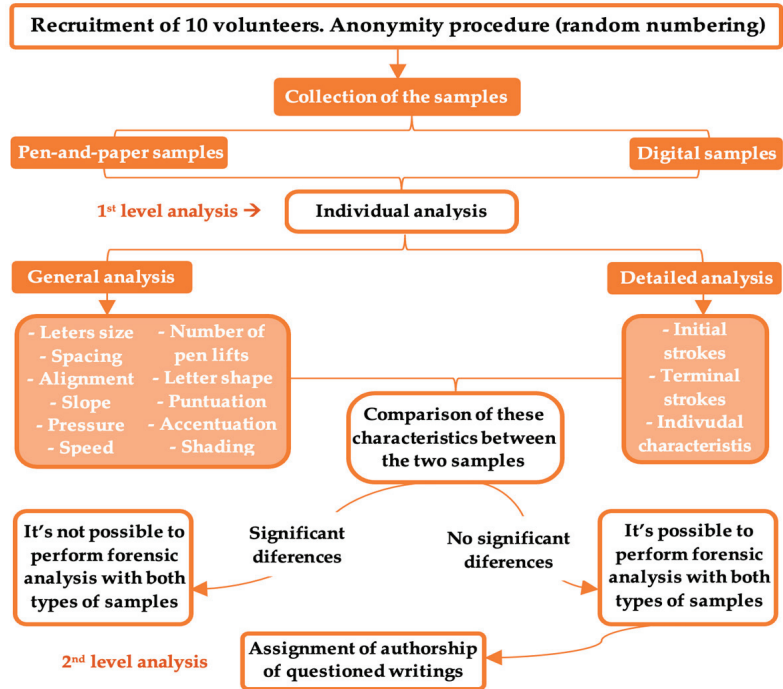 Recruitment of 10 volunteers. Anonymity procedure (random numbering)
Collection of the samples
Pen-and-paper samples
Digital samples
1st level analysis →
Individual analysis
General analysis
Detailed analysis
- Leters size
- Spacing
- Alignment
- Slope
- Pressure
- Speed
- Number of
pen lifts
- Letter shape
- Puntuation
- Accentuation
- Shading
- Initial
strokes
- Terminal
strokes
- Indivudal
characteristis
Comparison of these
characteristics between
the two samples
Significant
diferences
No significant
diferences
It's not possible to
perform forensic
analysis with both
types of samples
It's possible to
perform forensic
analysis with both
types of samples
2nd level analysis
Assignment of authorship
of questioned writings